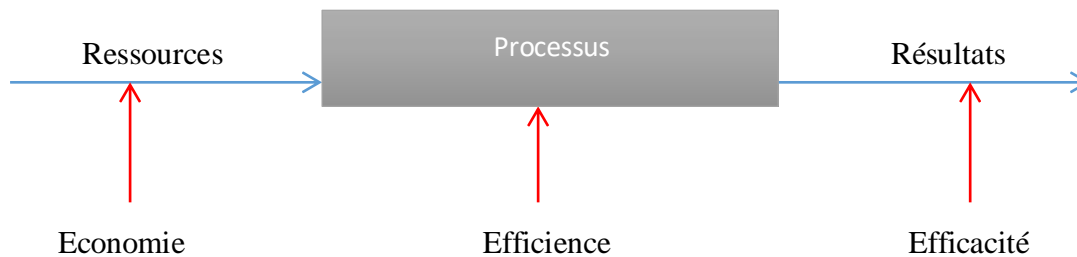 Ressources
Processus
Résultats
Economie
Efficience
Efficacité